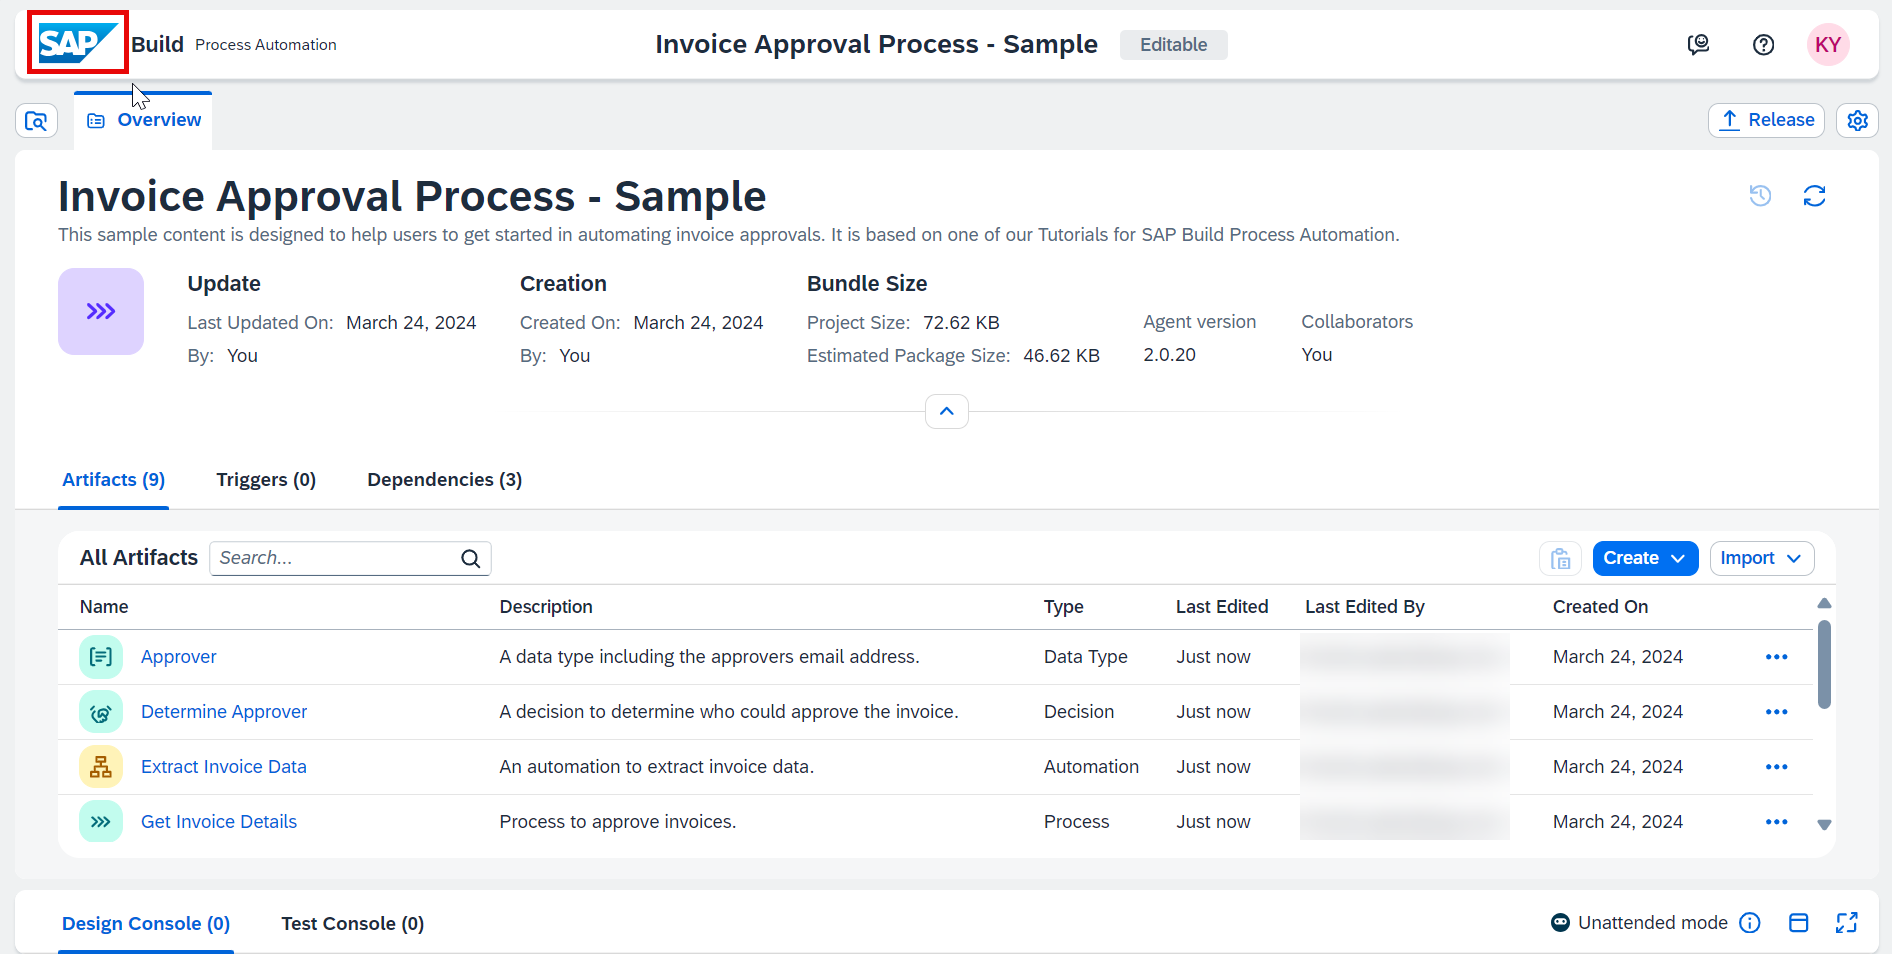 SAP Build Process Automation
Invoice Approval Process - Sample Editable
KY
Overview
Release
Invoice Approval Process - Sample
This sample content is designed to help users to get started in automating invoice approvals. It is based on one of our Tutorials for SAP Build Process Automation.
Update Creation Bundle Size
Last Updated On: March 24, 2024 Created On: March 24, 2024 Project Size: 72.62 KB Agent version Collaborators
By: You By: You Estimated Package Size: 46.62 KB 2.0.20 You
Artifacts (9) Triggers (0) Dependencies (3)
All Artifacts Search... Create Import
Name Description Type Last Edited Last Edited By Created On
Approver A data type including the approvers email address. Data Type Just now March 24, 2024
Determine Approver A decision to determine who could approve the invoice. Decision Just now March 24, 2024
Extract Invoice Data An automation to extract invoice data. Automation Just now March 24, 2024
Get Invoice Details Process to approve invoices. Process Just now March 24, 2024
Design Console (0) Test Console (0) Unattended mode